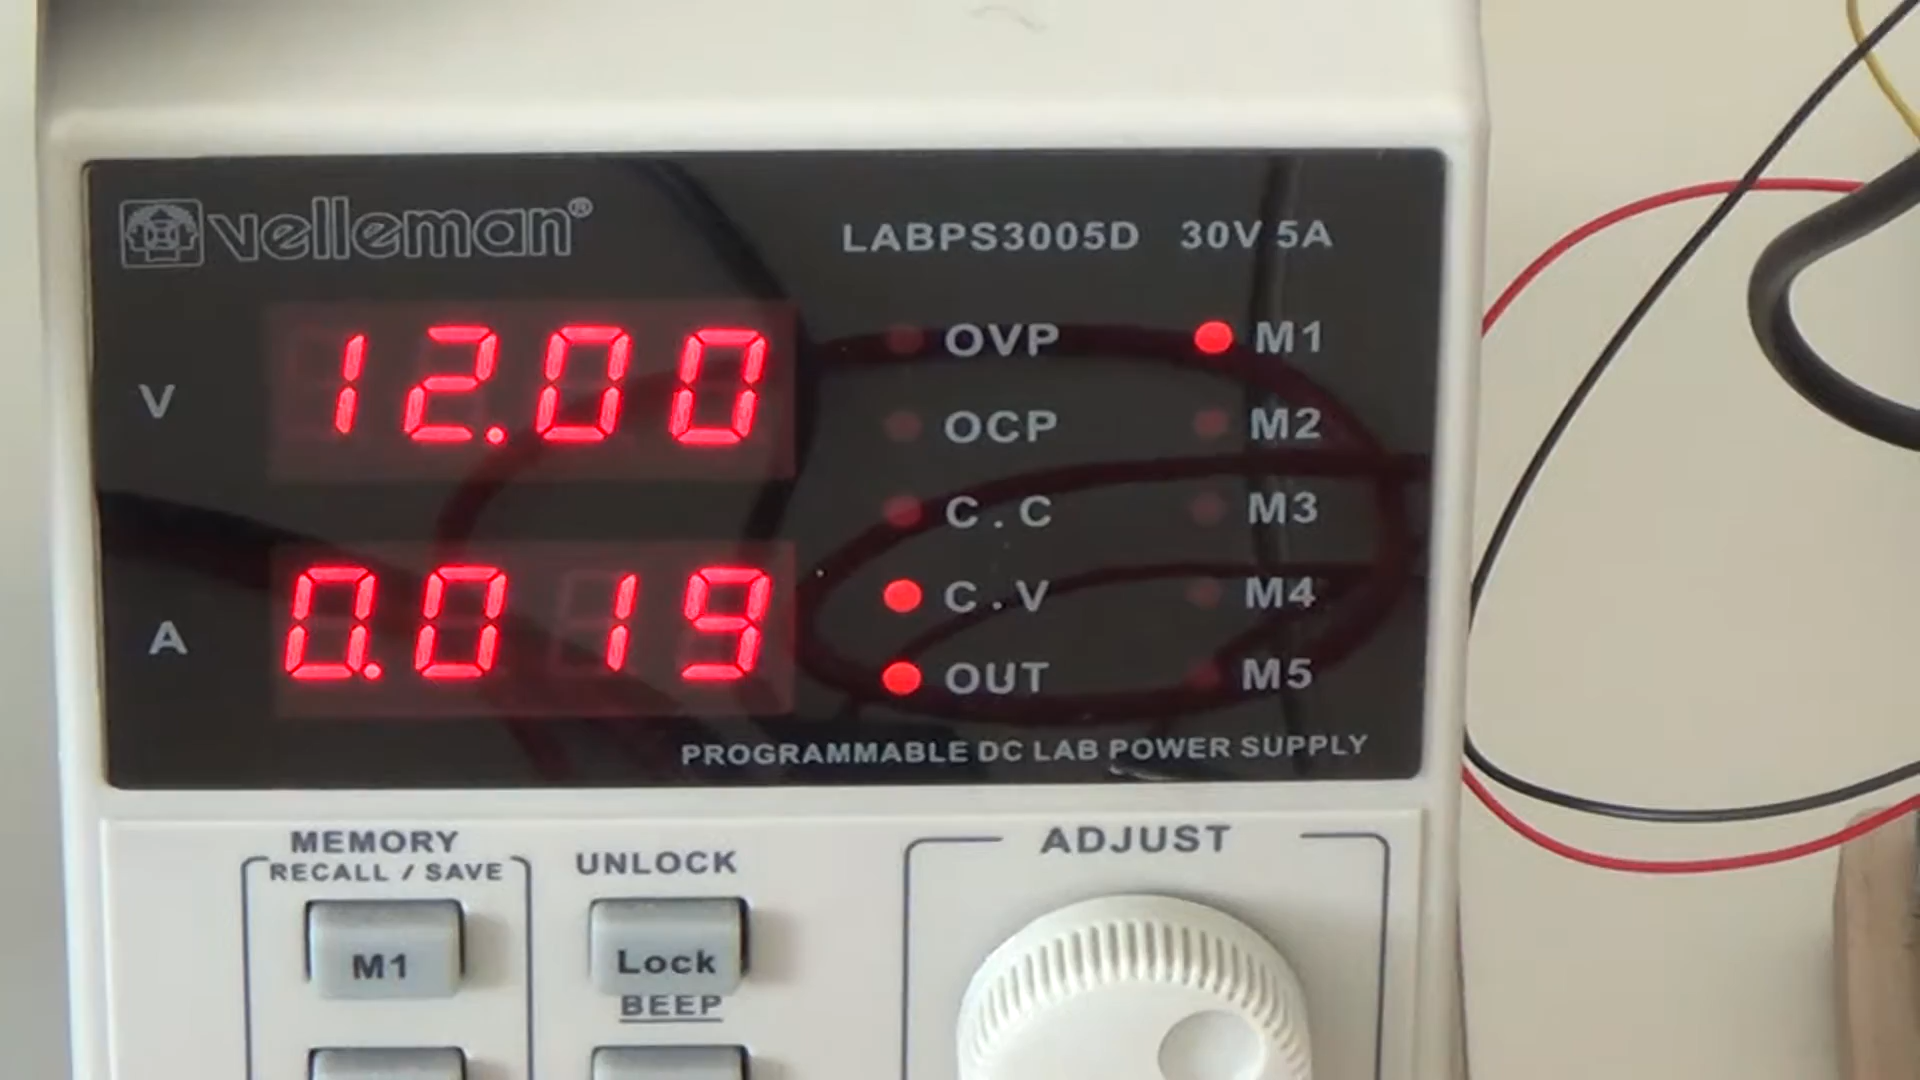 velleman®
LABPS3005D 30V 5A
V 12.00
A 0.019
OVP
OCP
C.C
C.V
OUT
M1
M2
M3
M4
M5
PROGRAMMABLE DC LAB POWER SUPPLY
MEMORY
RECALL / SAVE
M1
UNLOCK
Lock
BEEP
ADJUST